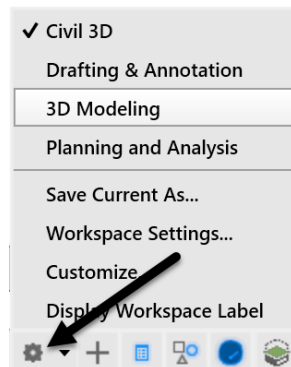 Civil 3D
Drafting & Annotation
3D Modeling
Planning and Analysis
Save Current As...
Workspace Settings...
Customize
Display Workspace Label